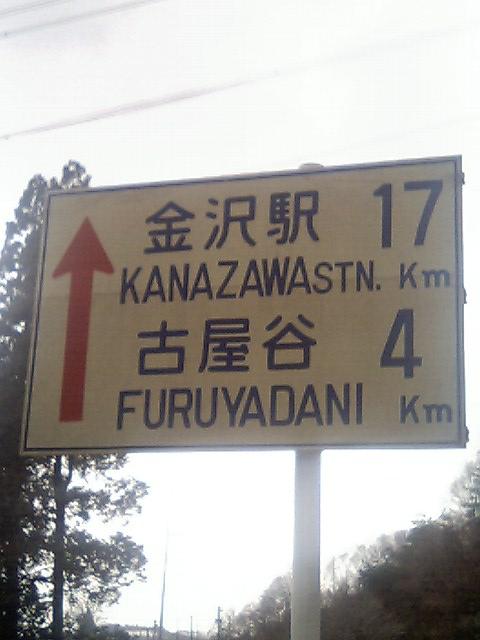 金沢駅 17
KANAZAWASTN. Km
古屋谷 4
FURUYADANI Km